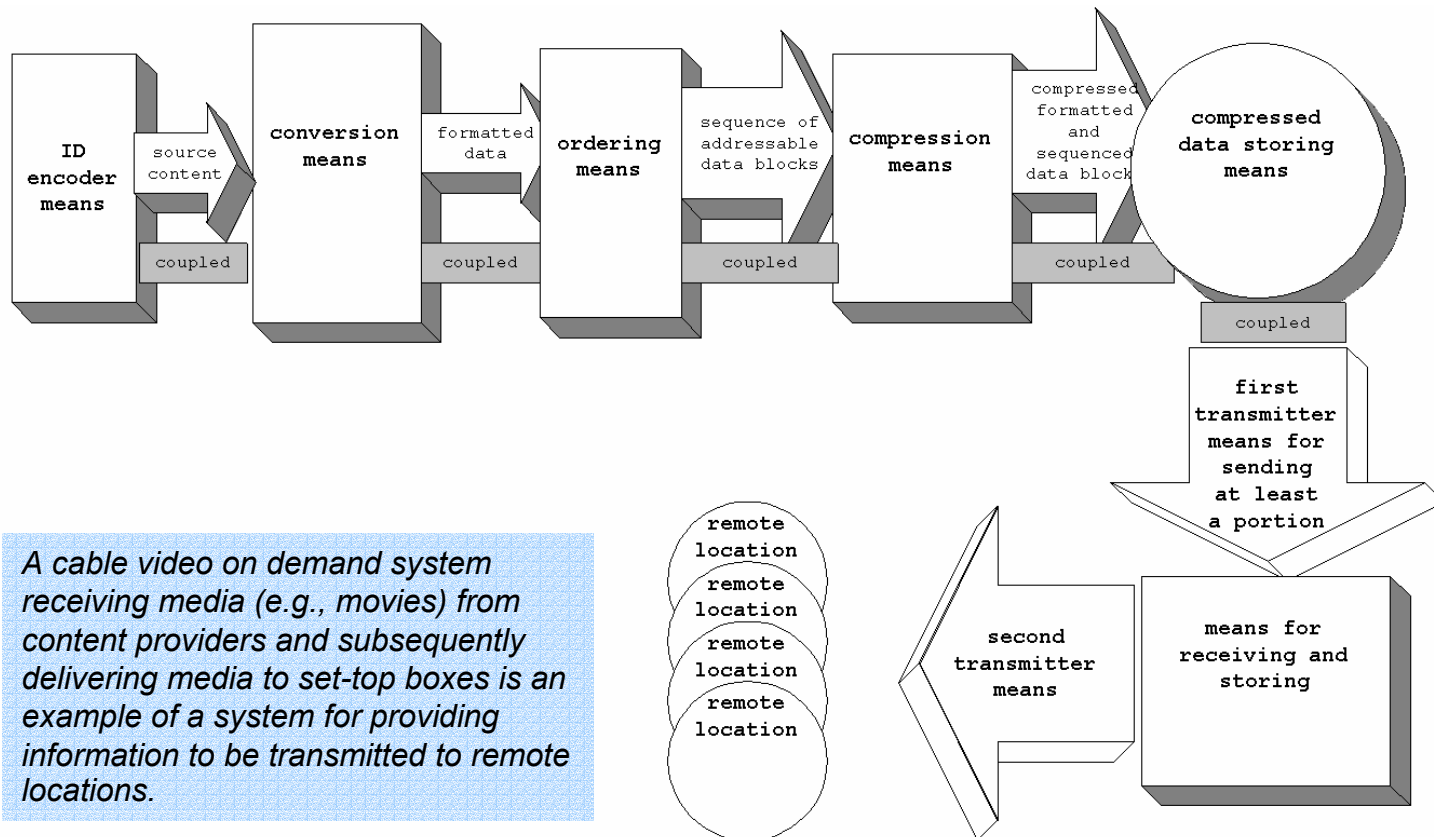 ID
encoder
means
source
content
coupled
conversion
means
formatted
data
coupled
ordering
means
sequence of
addressable
data blocks
coupled
compression
means
compressed
formatted
and
sequenced
data block
coupled
compressed
data storing
means
coupled
first
transmitter
means for
sending
at least
a portion
means for
receiving and
storing
second
transmitter
means
remote
location
remote
location
remote
location
remote
location
A cable video on demand system
receiving media (e.g., movies) from
content providers and subsequently
delivering media to set-top boxes is an
example of a system for providing
information to be transmitted to remote
locations.